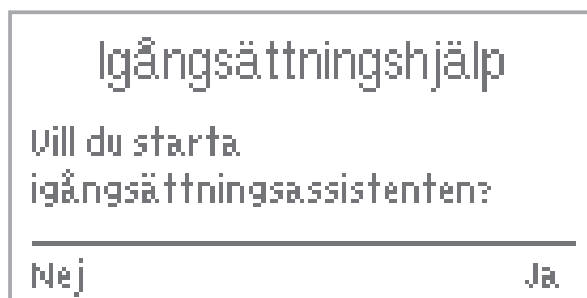 Igångsättningshjälp
Vill du starta
igångsättningsassistenten?
Nej Ja